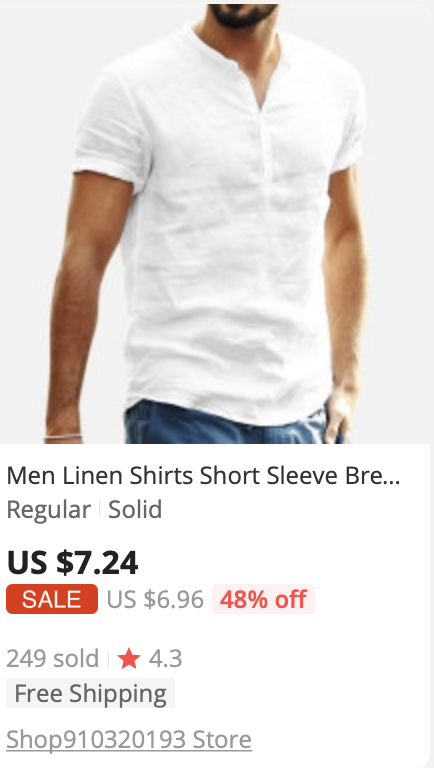 Men Linen Shirts Short Sleeve Bre...
Regular Solid
US $7.24
SALE US $6.96 48% off
249 sold 4.3
Free Shipping
Shop910320193 Store